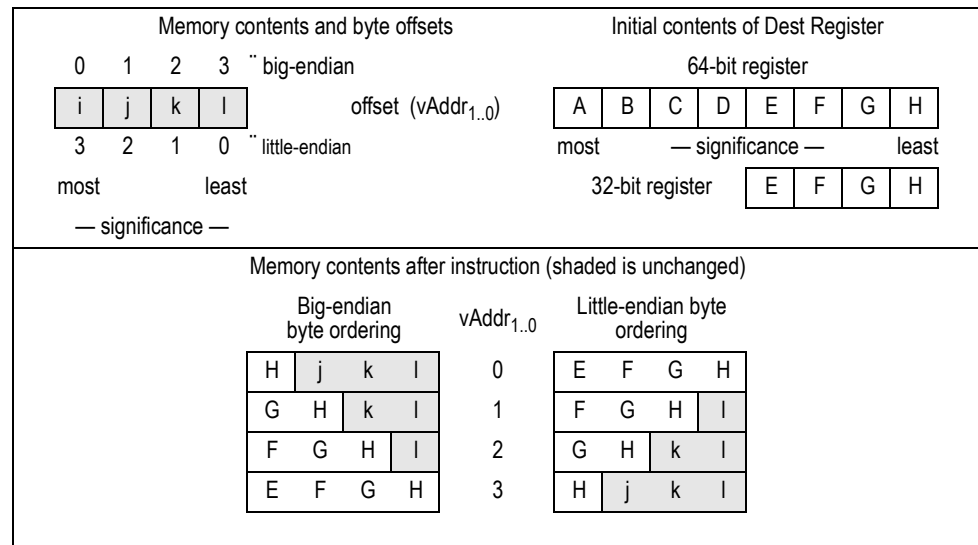 Memory contents and byte offsets
Initial contents of Dest Register
0 1 2 3 ¨ big-endian
64-bit register
i j k l
offset (vAddr1..0)
A B C D E F G H
3 2 1 0 ¨ little-endian
most — significance — least
most least
32-bit register E F G H
— significance —
Memory contents after instruction (shaded is unchanged)
Big-endian
byte ordering
vAddr1..0
Little-endian byte
ordering
H j k l 0 E F G H
G H k l 1 F G H l
F G H l 2 G H k l
E F G H 3 H j k l